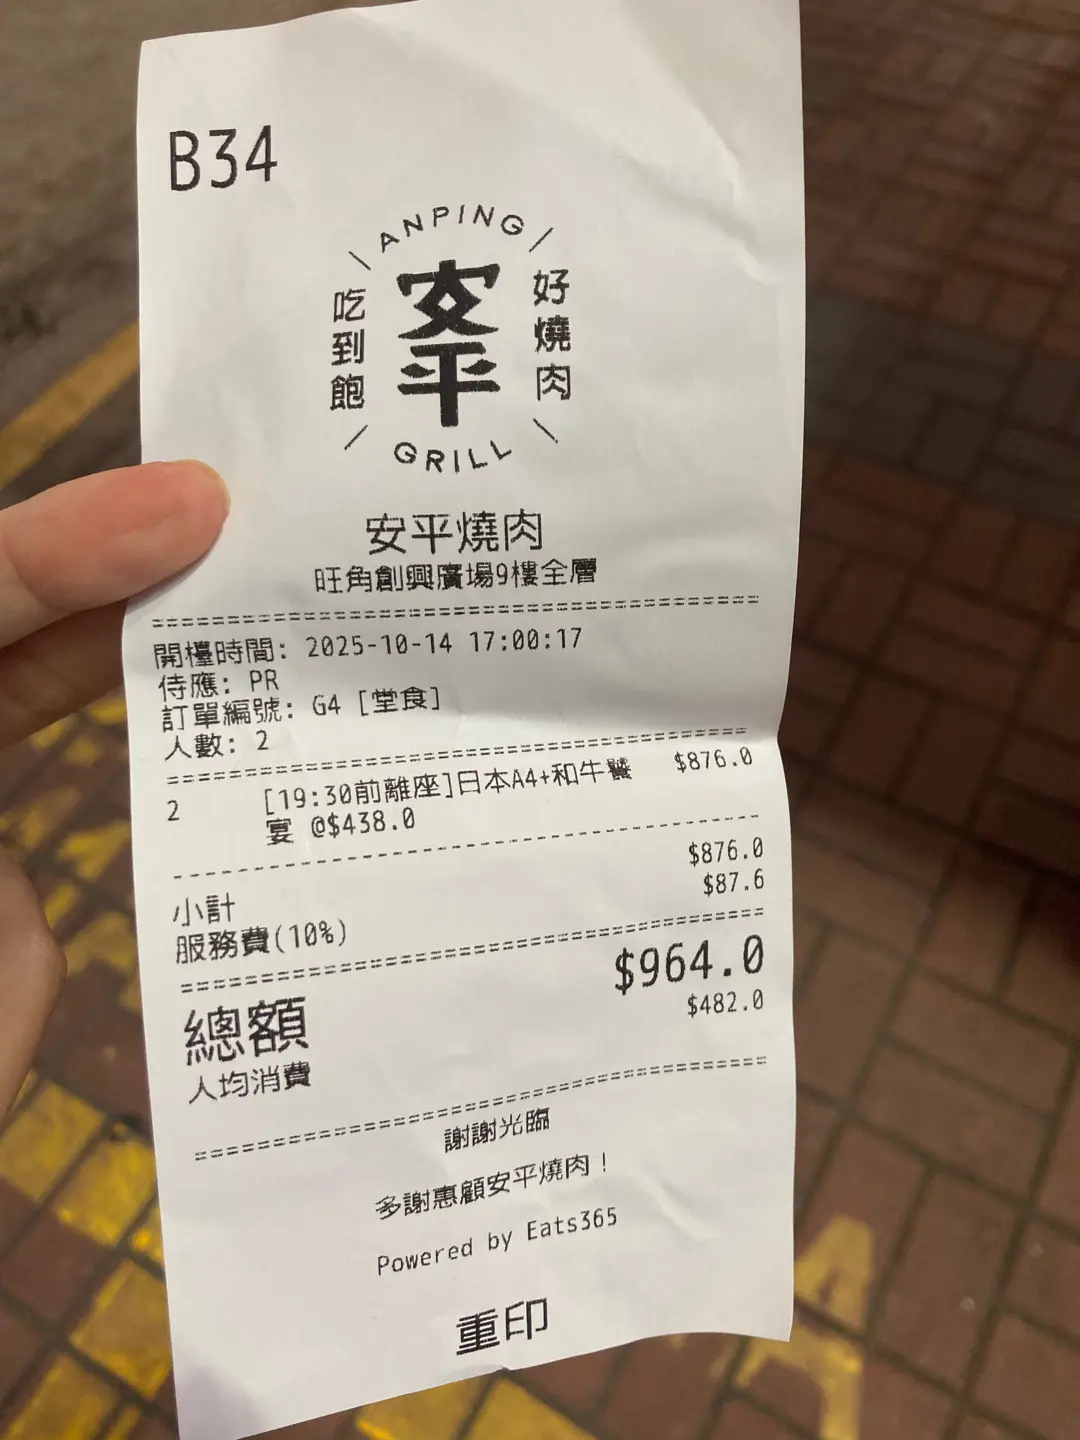 B34
ANPING
吃到飽
安平
好燒肉
GRILL
安平燒肉
旺角創興廣場9樓全層
開檯時間: 2025-10-14 17:00:17
侍應: PR
訂單編號: G4 [堂食]
人數: 2
2 [19:30前離座]日本A4+和牛饗 $876.0
宴 @$438.0
小計 $876.0
服務費(10%) $87.6
總額 $964.0
人均消費 $482.0
謝謝光臨
多謝惠顧安平燒肉！
Powered by Eats365
重印